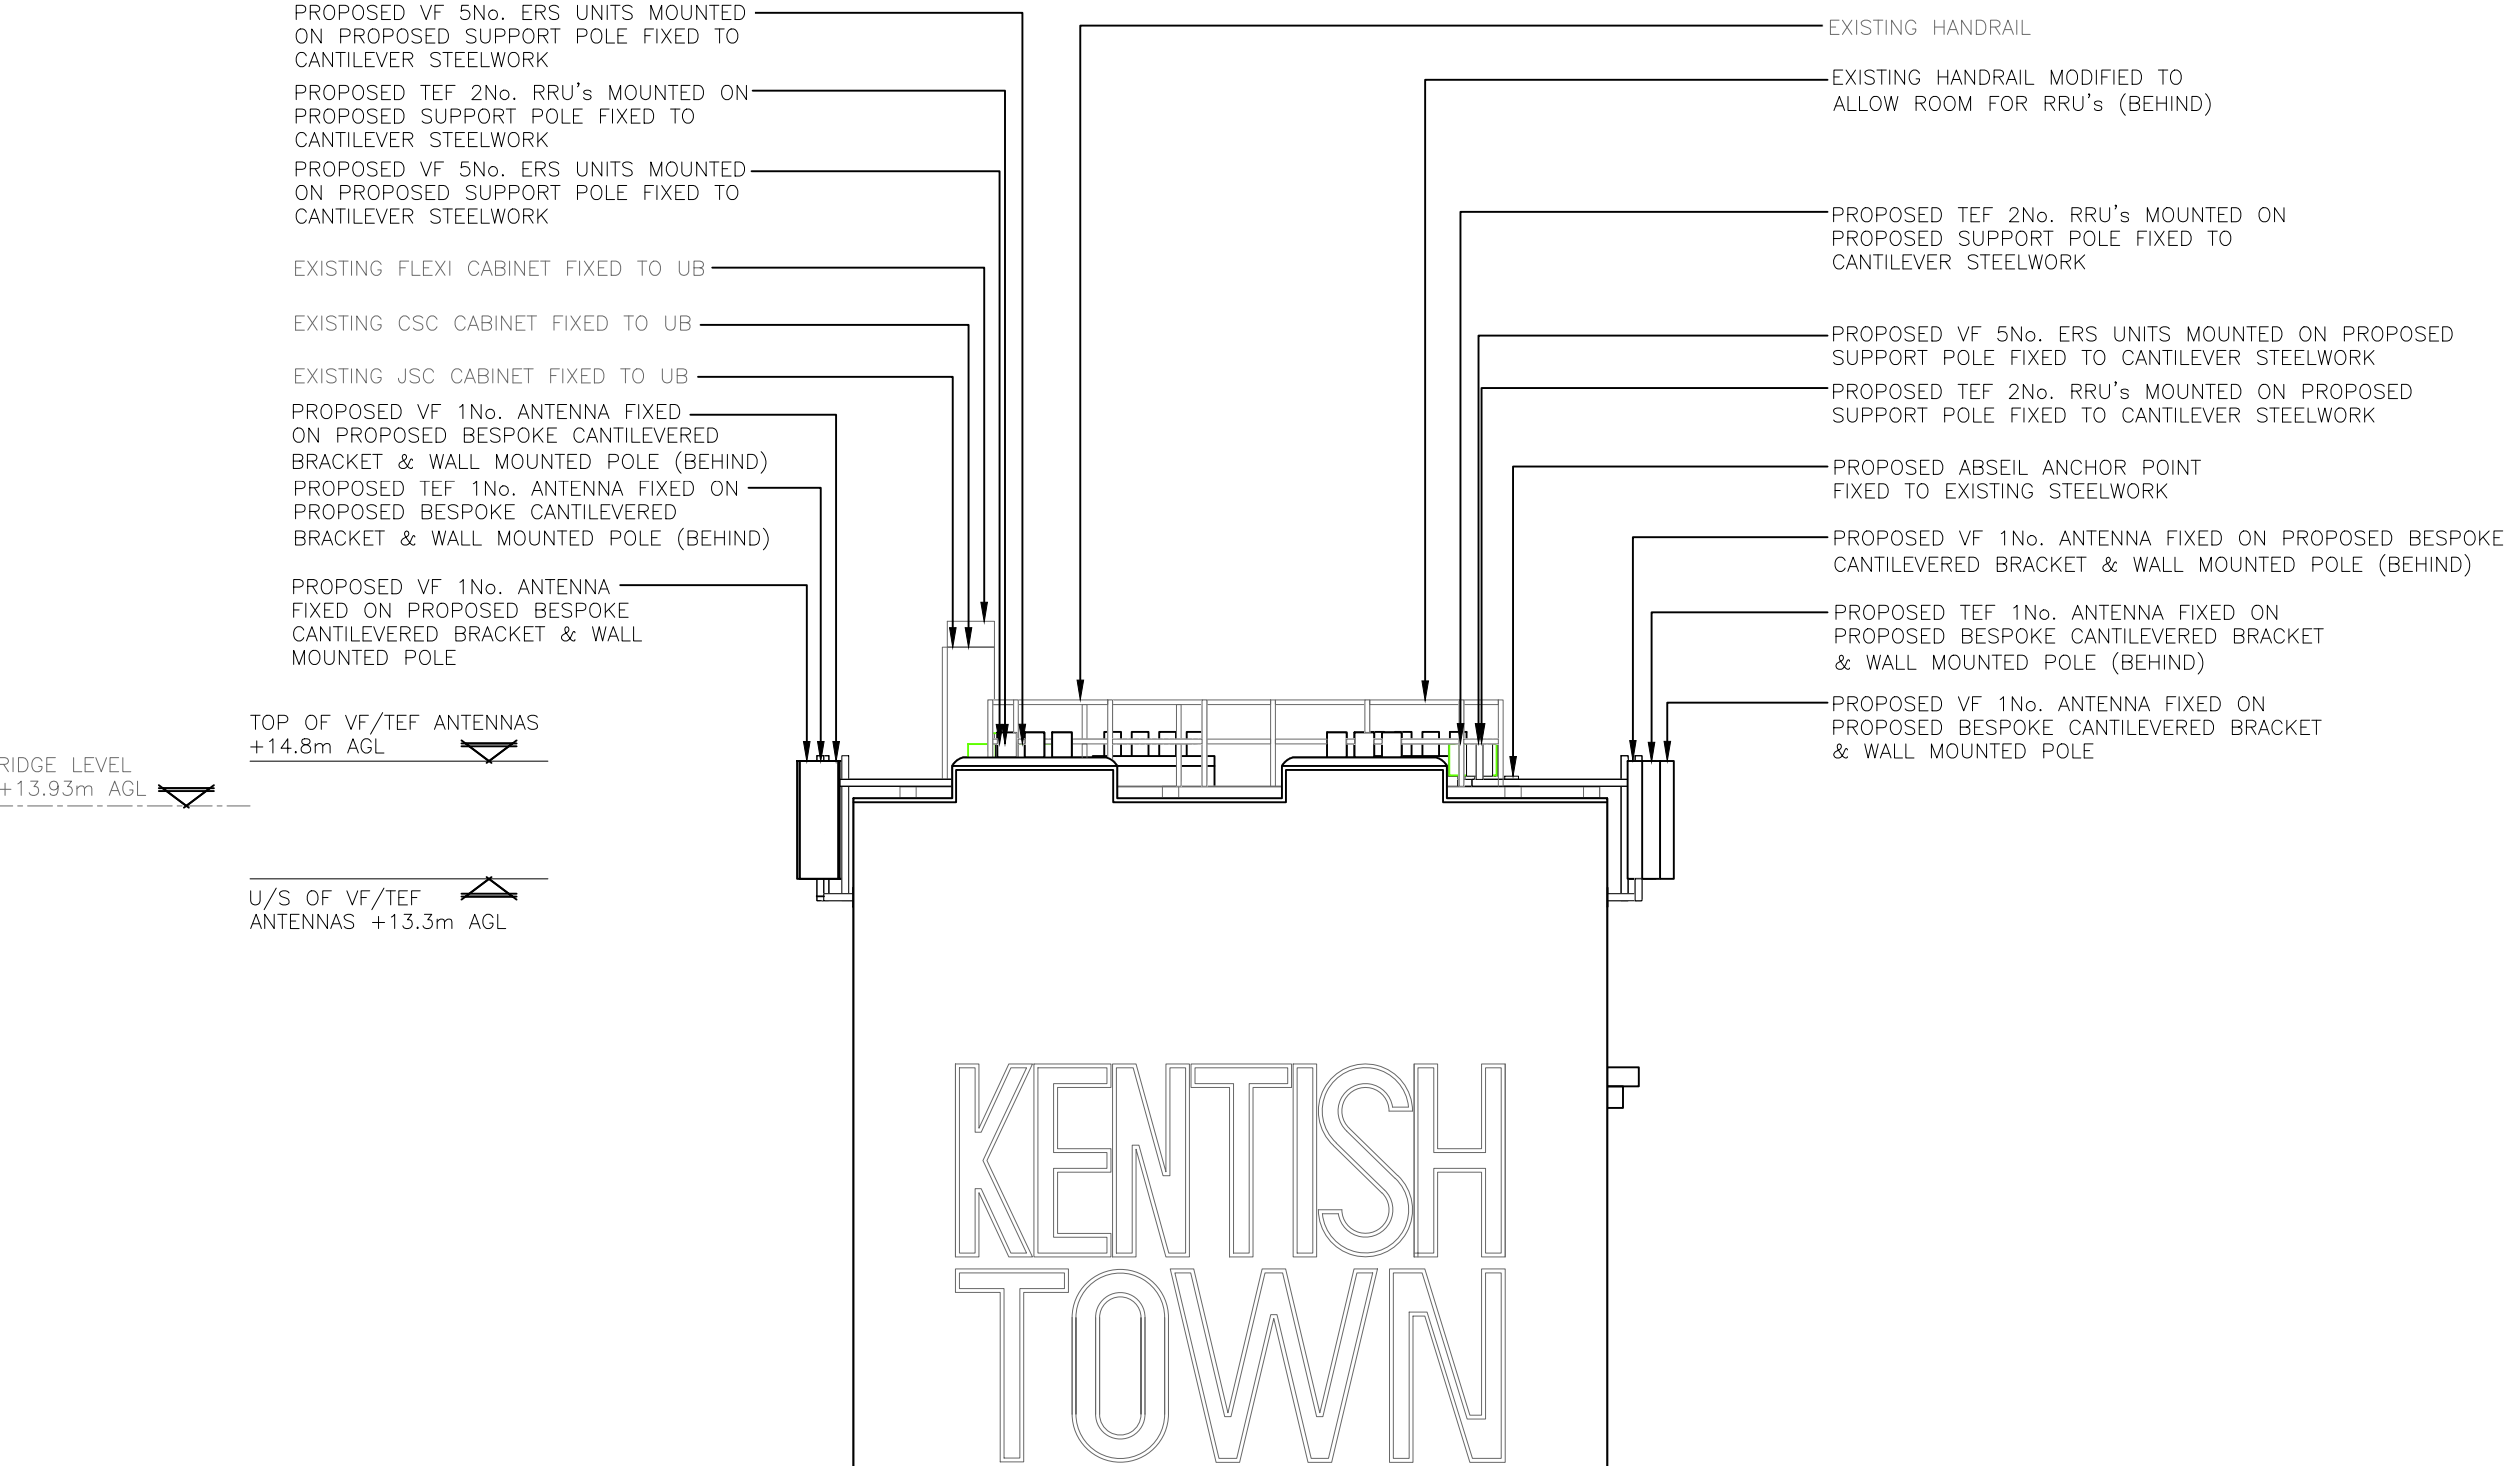 PROPOSED VF 5No. ERS UNITS MOUNTED
ON PROPOSED SUPPORT POLE FIXED TO
CANTILEVER STEELWORK
PROPOSED TEF 2No. RRU's MOUNTED ON
PROPOSED SUPPORT POLE FIXED TO
CANTILEVER STEELWORK
PROPOSED VF 5No. ERS UNITS MOUNTED
ON PROPOSED SUPPORT POLE FIXED TO
CANTILEVER STEELWORK
EXISTING FLEXI CABINET FIXED TO UB
EXISTING CSC CABINET FIXED TO UB
EXISTING JSC CABINET FIXED TO UB
PROPOSED VF 1No. ANTENNA FIXED
ON PROPOSED BESPOKE CANTILEVERED
BRACKET & WALL MOUNTED POLE (BEHIND)
PROPOSED TEF 1No. ANTENNA FIXED ON
PROPOSED BESPOKE CANTILEVERED
BRACKET & WALL MOUNTED POLE (BEHIND)
PROPOSED VF 1No. ANTENNA
FIXED ON PROPOSED BESPOKE
CANTILEVERED BRACKET & WALL
MOUNTED POLE
TOP OF VF/TEF ANTENNAS
+14.8m AGL
RIDGE LEVEL
+13.93m AGL
U/S OF VF/TEF
ANTENNAS +13.3m AGL
EXISTING HANDRAIL
EXISTING HANDRAIL MODIFIED TO
ALLOW ROOM FOR RRU's (BEHIND)
PROPOSED TEF 2No. RRU's MOUNTED ON
PROPOSED SUPPORT POLE FIXED TO
CANTILEVER STEELWORK
PROPOSED VF 5No. ERS UNITS MOUNTED ON PROPOSED
SUPPORT POLE FIXED TO CANTILEVER STEELWORK
PROPOSED TEF 2No. RRU's MOUNTED ON PROPOSED
SUPPORT POLE FIXED TO CANTILEVER STEELWORK
PROPOSED ABSEIL ANCHOR POINT
FIXED TO EXISTING STEELWORK
PROPOSED VF 1No. ANTENNA FIXED ON PROPOSED BESPOKE
CANTILEVERED BRACKET & WALL MOUNTED POLE (BEHIND)
PROPOSED TEF 1No. ANTENNA FIXED ON
PROPOSED BESPOKE CANTILEVERED BRACKET
& WALL MOUNTED POLE (BEHIND)
PROPOSED VF 1No. ANTENNA FIXED ON
PROPOSED BESPOKE CANTILEVERED BRACKET
& WALL MOUNTED POLE
KENTISH
TOWN